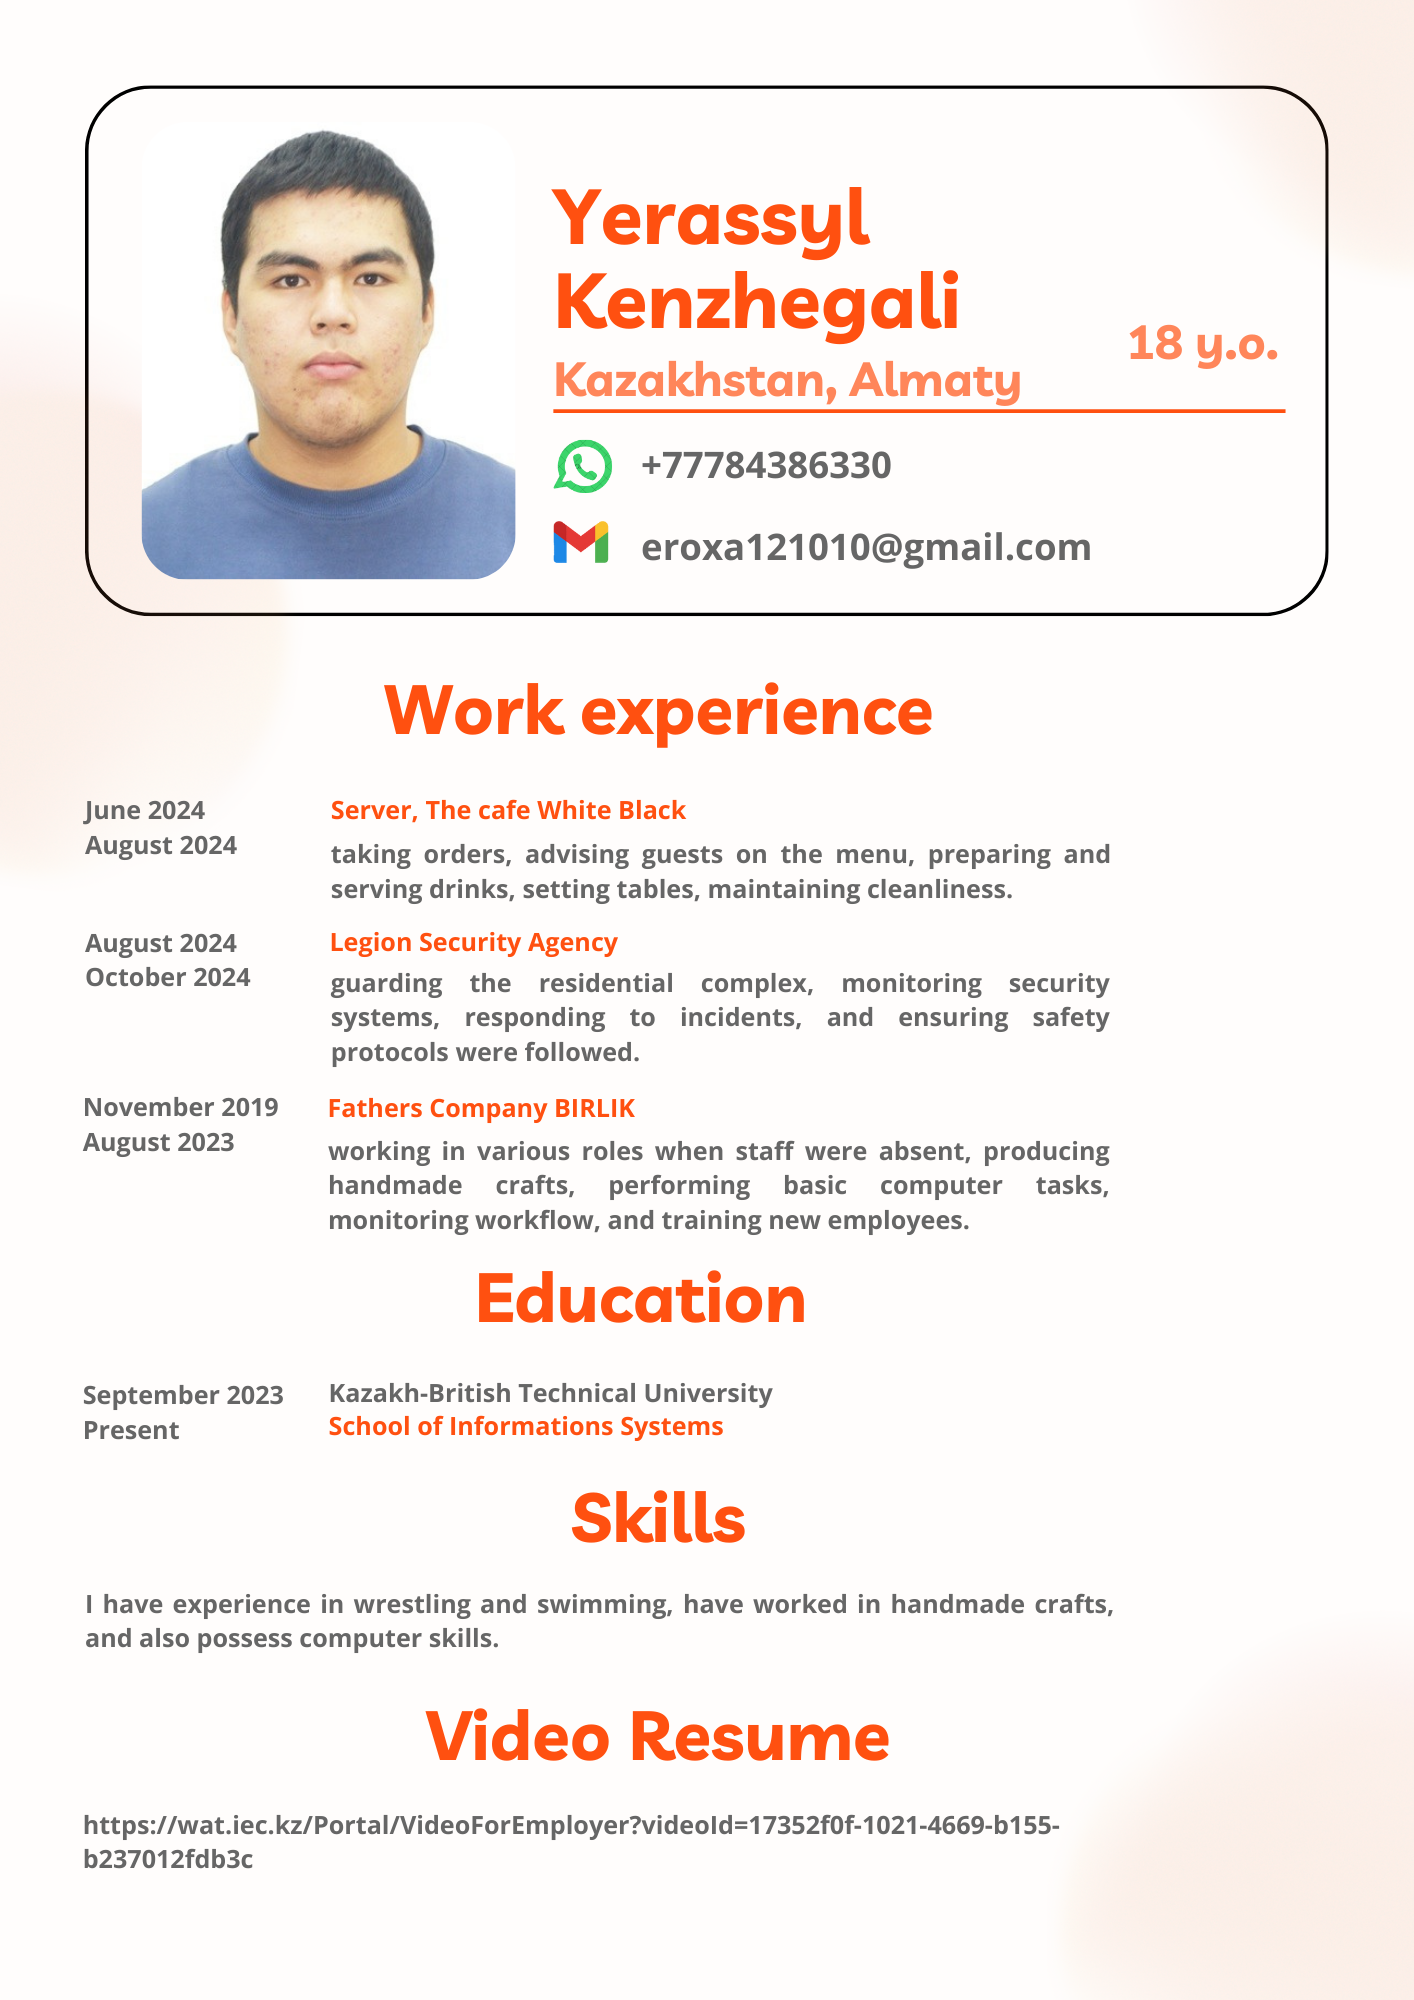 Yerassyl
Kenzhegali
18 y.o.
Kazakhstan, Almaty
+77784386330
eroxa121010@gmail.com
Work experience
June 2024
August 2024
Server, The cafe White Black
taking orders, advising guests on the menu, preparing and
serving drinks, setting tables, maintaining cleanliness.
August 2024
October 2024
Legion Security Agency
guarding the residential complex, monitoring security
systems, responding to incidents, and ensuring safety
protocols were followed.
November 2019
August 2023
Fathers Company BIRLIK
working in various roles when staff were absent, producing
handmade crafts, performing basic computer tasks,
monitoring workflow, and training new employees.
Education
September 2023
Present
Kazakh-British Technical University
School of Informations Systems
Skills
I have experience in wrestling and swimming, have worked in handmade crafts,
and also possess computer skills.
Video Resume
https://wat.iec.kz/Portal/VideoForEmployer?videoId=17352f0f-1021-4669-b155-
b237012fdb3c